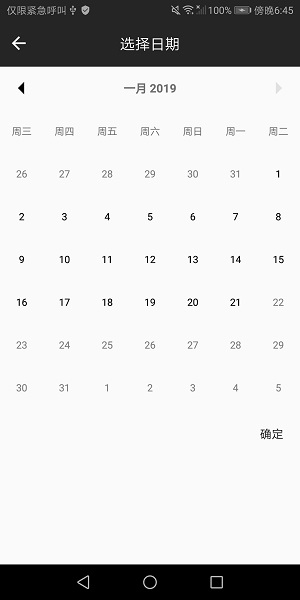 仅限紧急呼叫 100% 傍晚6:45
选择日期
一月 2019
周三 周四 周五 周六 周日 周一 周二
26 27 28 29 30 31 1
2 3 4 5 6 7 8
9 10 11 12 13 14 15
16 17 18 19 20 21 22
23 24 25 26 27 28 29
30 31 1 2 3 4 5
确定